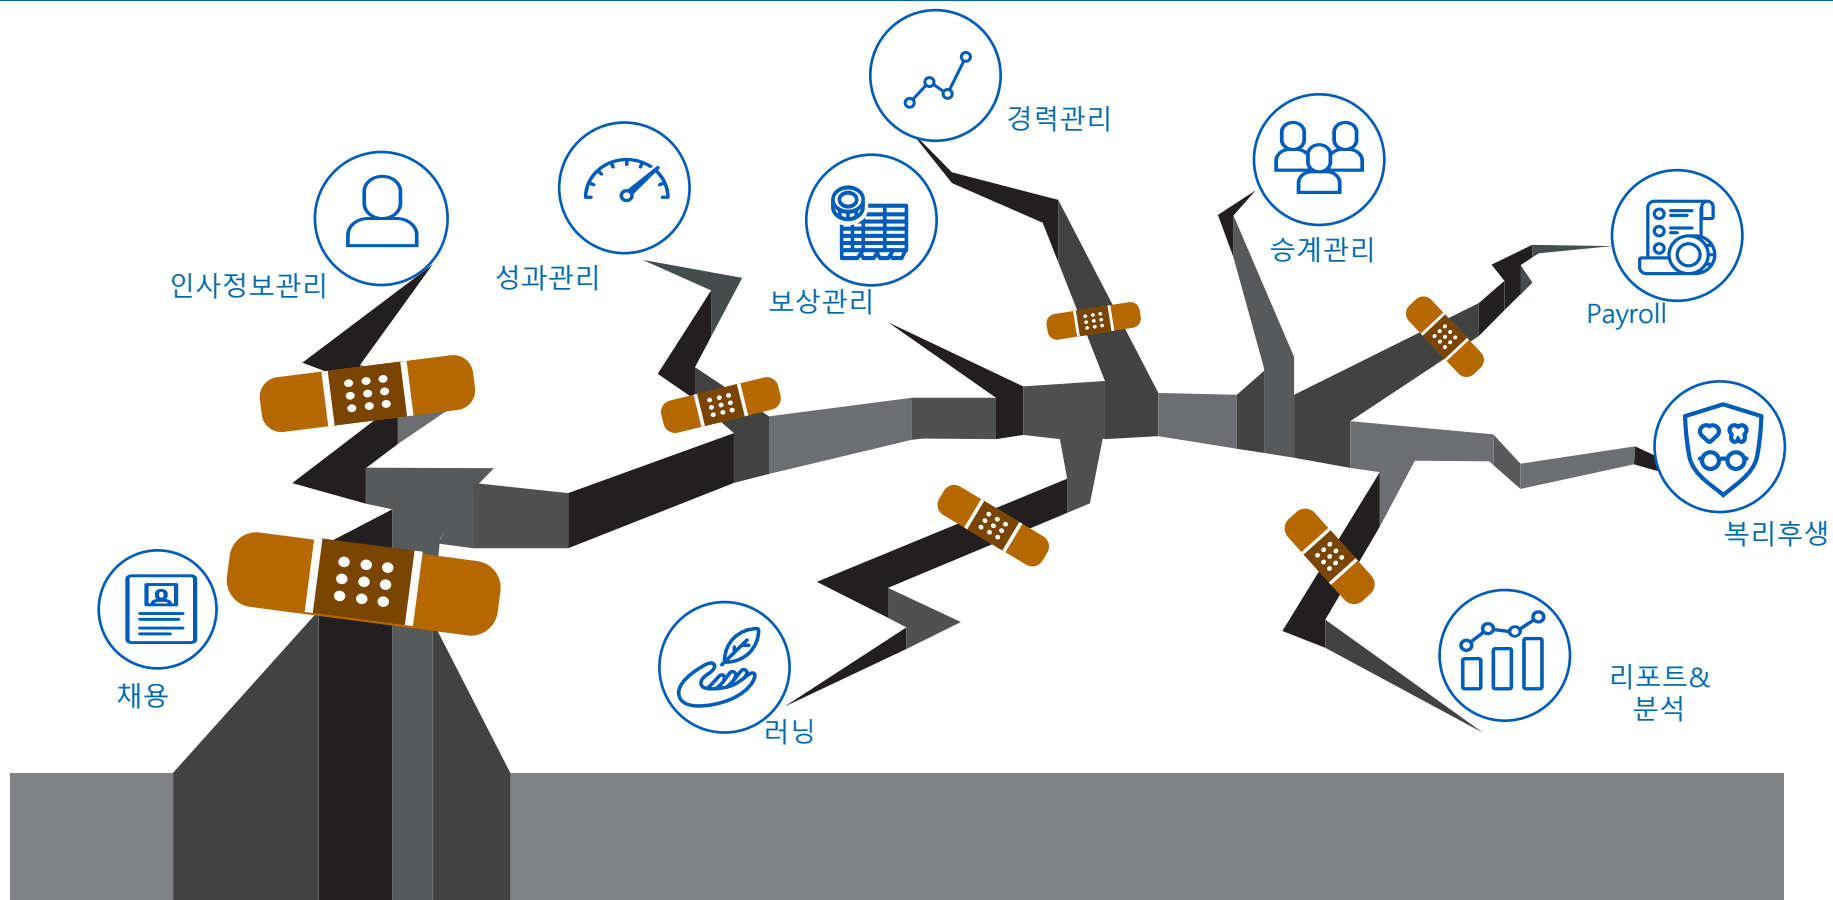 경력관리
승계관리
인사정보관리
성과관리
보상관리
Payroll
복리후생
채용
러닝
리포트&
분석